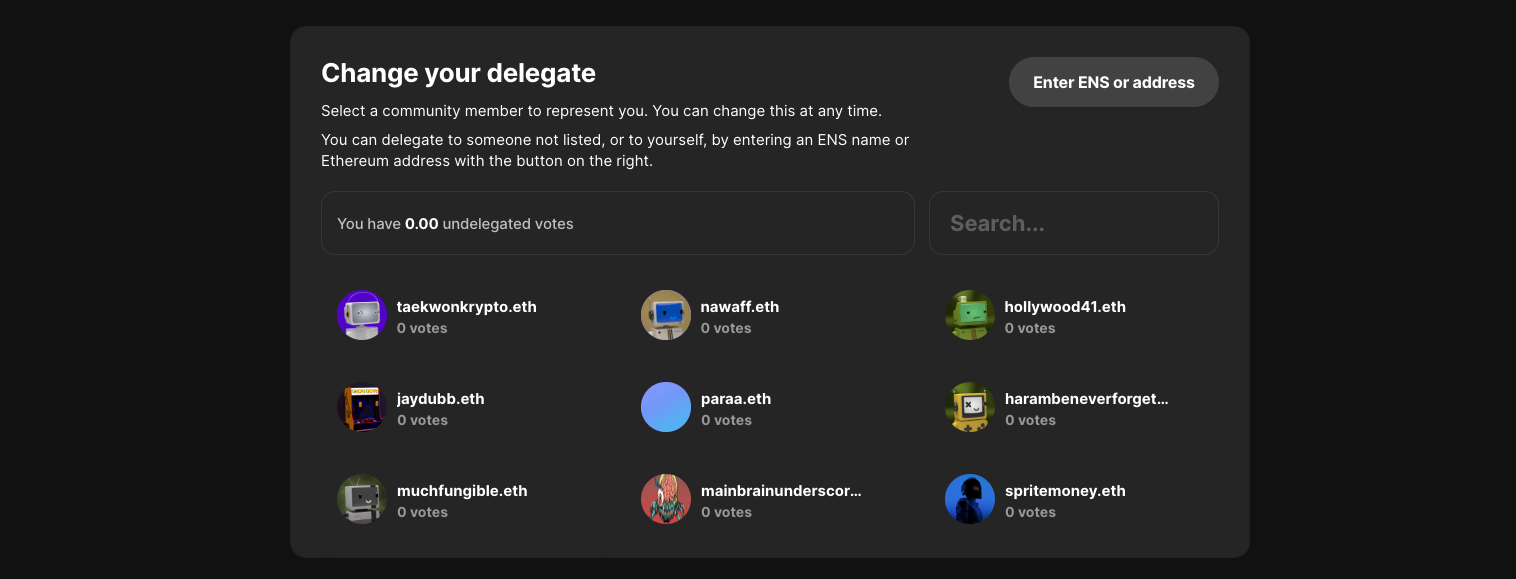 Change your delegate
Enter ENS or address
Select a community member to represent you. You can change this at any time.
You can delegate to someone not listed, or to yourself, by entering an ENS name or
Ethereum address with the button on the right.
You have 0.00 undelegated votes
Search...
taekwonkrypto.eth
0 votes
nawaff.eth
0 votes
hollywood41.eth
0 votes
jaydubb.eth
0 votes
paraa.eth
0 votes
harambeneverforget...
0 votes
muchfungible.eth
0 votes
mainbrainunderscor...
0 votes
spritemoney.eth
0 votes